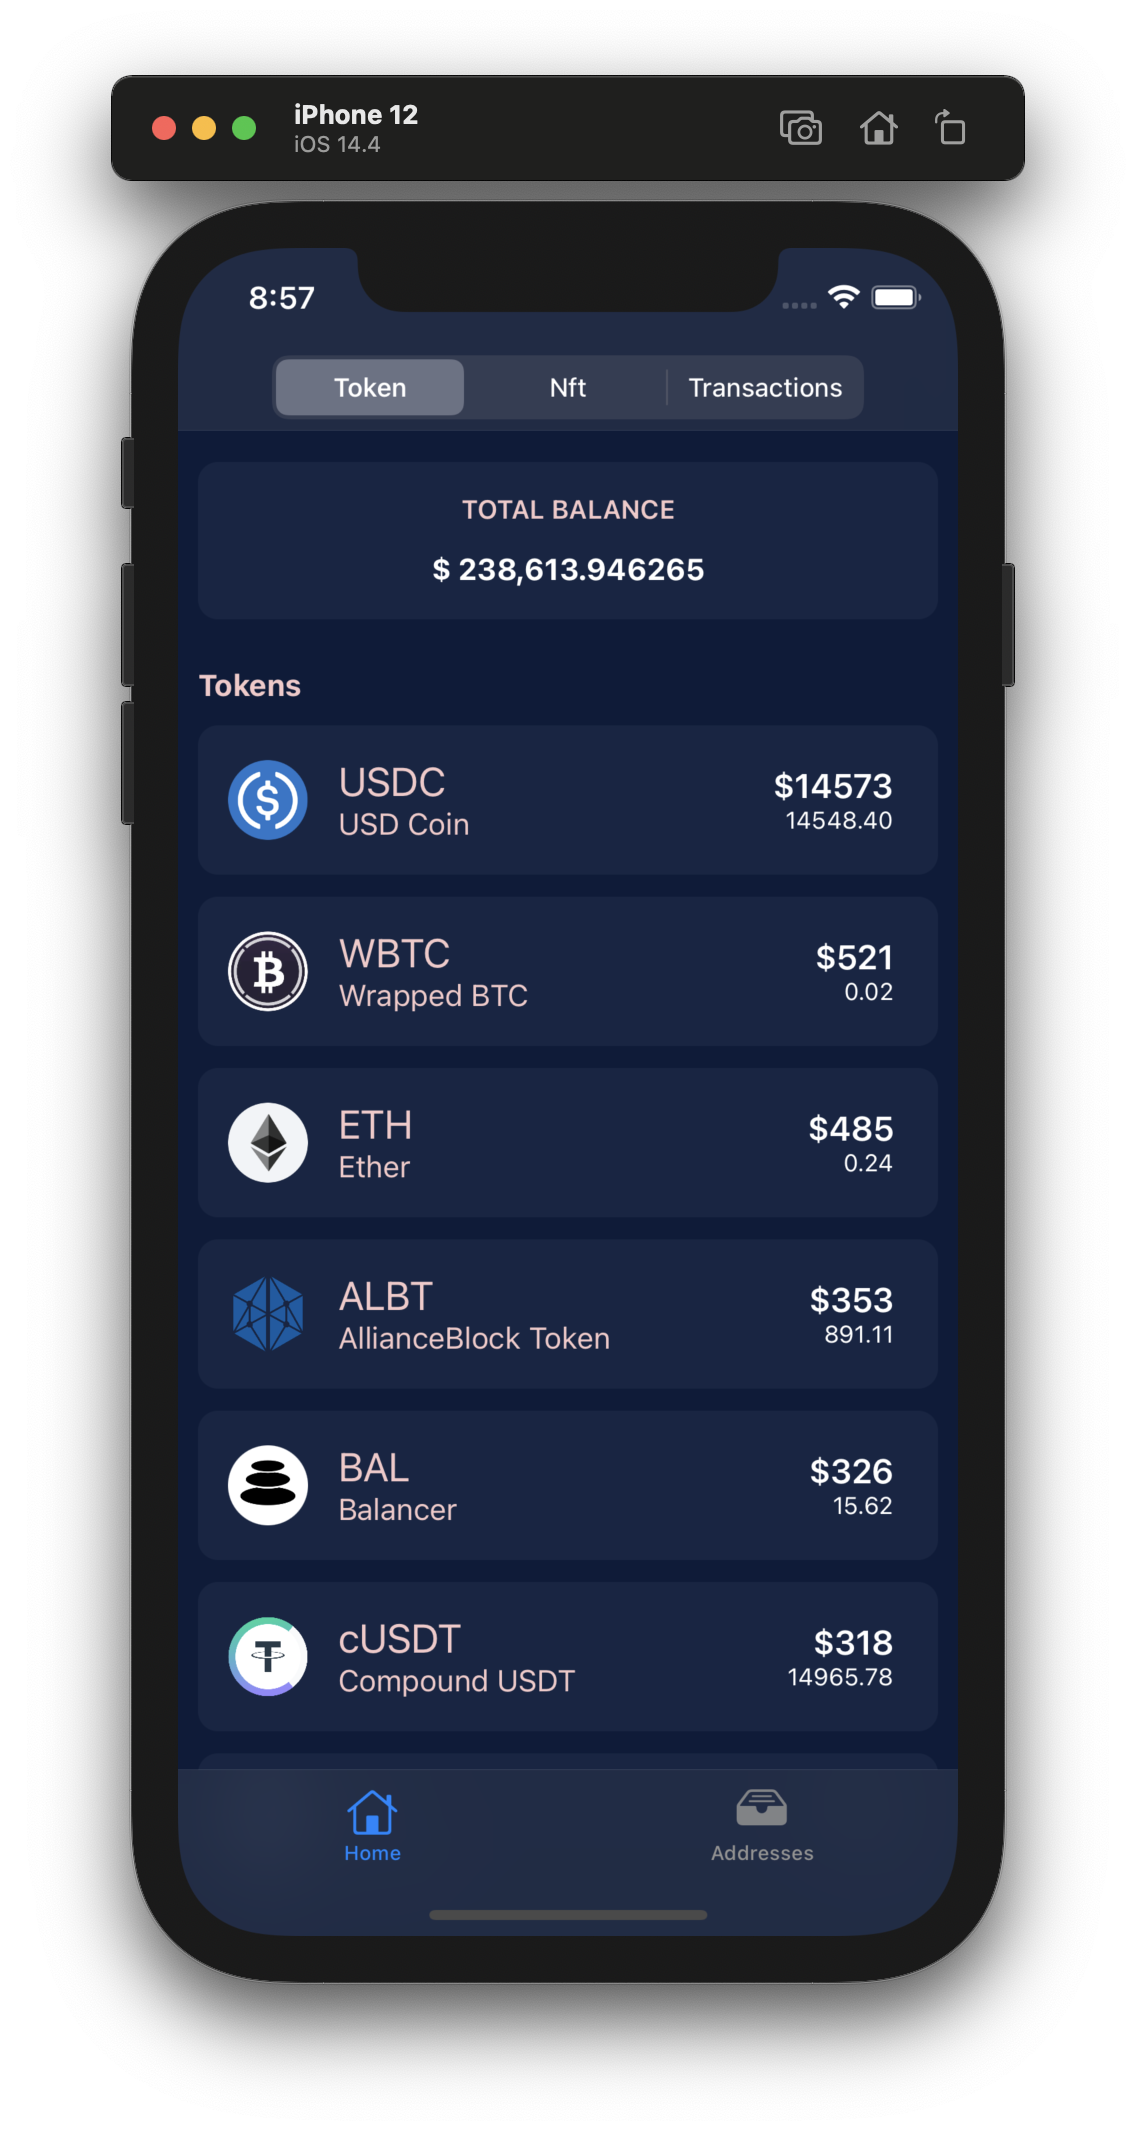 iPhone 12
iOS 14.4
8:57
Token Nft Transactions
TOTAL BALANCE
$ 238,613.946265
Tokens
USDC $14573
USD Coin 14548.40
WBTC $521
Wrapped BTC 0.02
ETH $485
Ether 0.24
ALBT $353
AllianceBlock Token 891.11
BAL $326
Balancer 15.62
cUSDT $318
Compound USDT 14965.78
Home Addresses